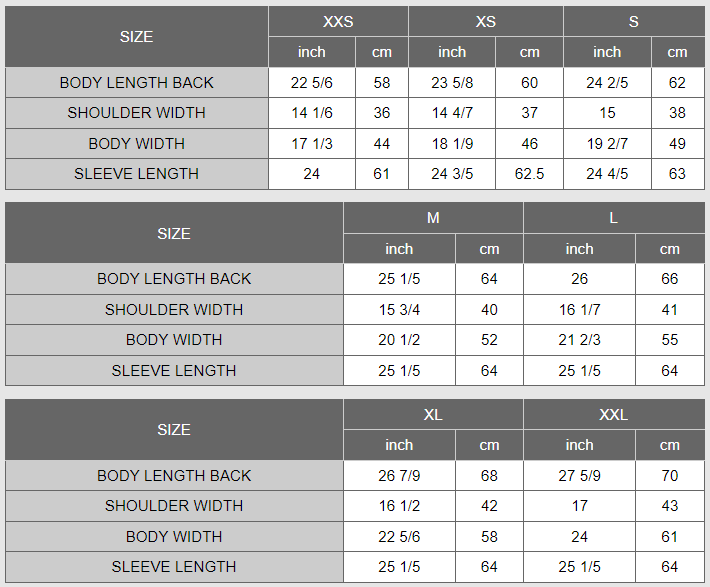 SIZE XXS XS S
inch cm inch cm inch cm
BODY LENGTH BACK 22 5/6 58 23 5/8 60 24 2/5 62
SHOULDER WIDTH 14 1/6 36 14 4/7 37 15 38
BODY WIDTH 17 1/3 44 18 1/9 46 19 2/7 49
SLEEVE LENGTH 24 61 24 3/5 62.5 24 4/5 63
SIZE M L
inch cm inch cm
BODY LENGTH BACK 25 1/5 64 26 66
SHOULDER WIDTH 15 3/4 40 16 1/7 41
BODY WIDTH 20 1/2 52 21 2/3 55
SLEEVE LENGTH 25 1/5 64 25 1/5 64
SIZE XL XXL
inch cm inch cm
BODY LENGTH BACK 26 7/9 68 27 5/9 70
SHOULDER WIDTH 16 1/2 42 17 43
BODY WIDTH 22 5/6 58 24 61
SLEEVE LENGTH 25 1/5 64 25 1/5 64